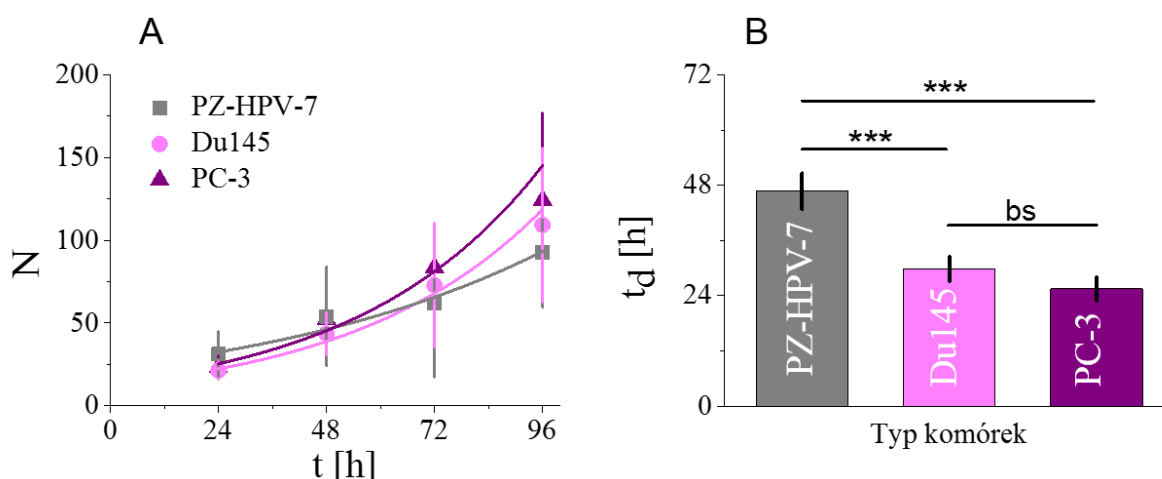 A
200
150
100
50
0
N
PZ-HPV-7
Du145
PC-3
0 24 48 72 96
t [h]
B
72
48
24
0
t_d [h]
***
***
bs
PZ-HPV-7
Du145
PC-3
Typ komórek